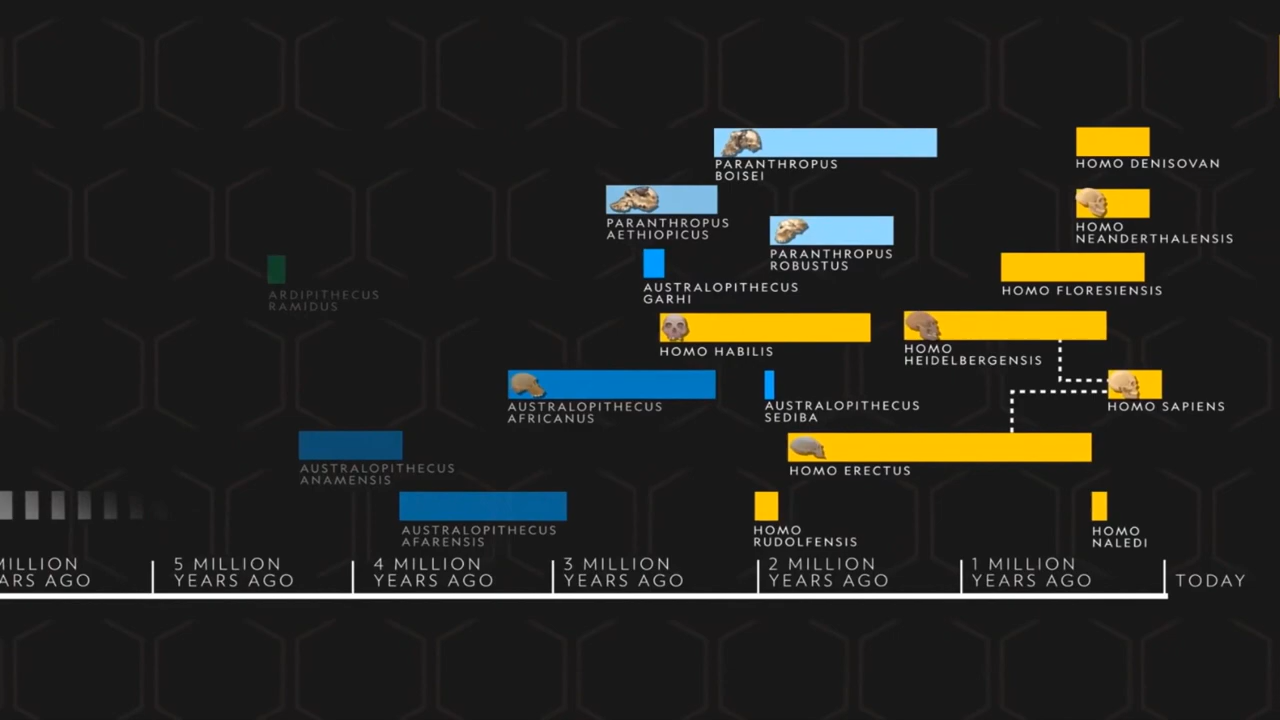 PARANTHROPUS
BOISEI
HOMO DENISOVAN
PARANTHROPUS
AETHIOPICUS
HOMO
NEANDERTHALENSIS
PARANTHROPUS
ROBUSTUS
ARDIPITHECUS
RAMIDUS
AUSTRALOPITHECUS
GARHI
HOMO FLORESIENSIS
HOMO HABILIS
HOMO
HEIDELBERGENSIS
AUSTRALOPITHECUS
AFRICANUS
AUSTRALOPITHECUS
SEDIBA
HOMO SAPIENS
AUSTRALOPITHECUS
ANAMENSIS
HOMO ERECTUS
AUSTRALOPITHECUS
AFARENSIS
HOMO
RUDOLFENSIS
HOMO
NALEDI
MILLION
ARS AGO
5 MILLION
YEARS AGO
4 MILLION
YEARS AGO
3 MILLION
YEARS AGO
2 MILLION
YEARS AGO
1 MILLION
YEARS AGO
TODAY